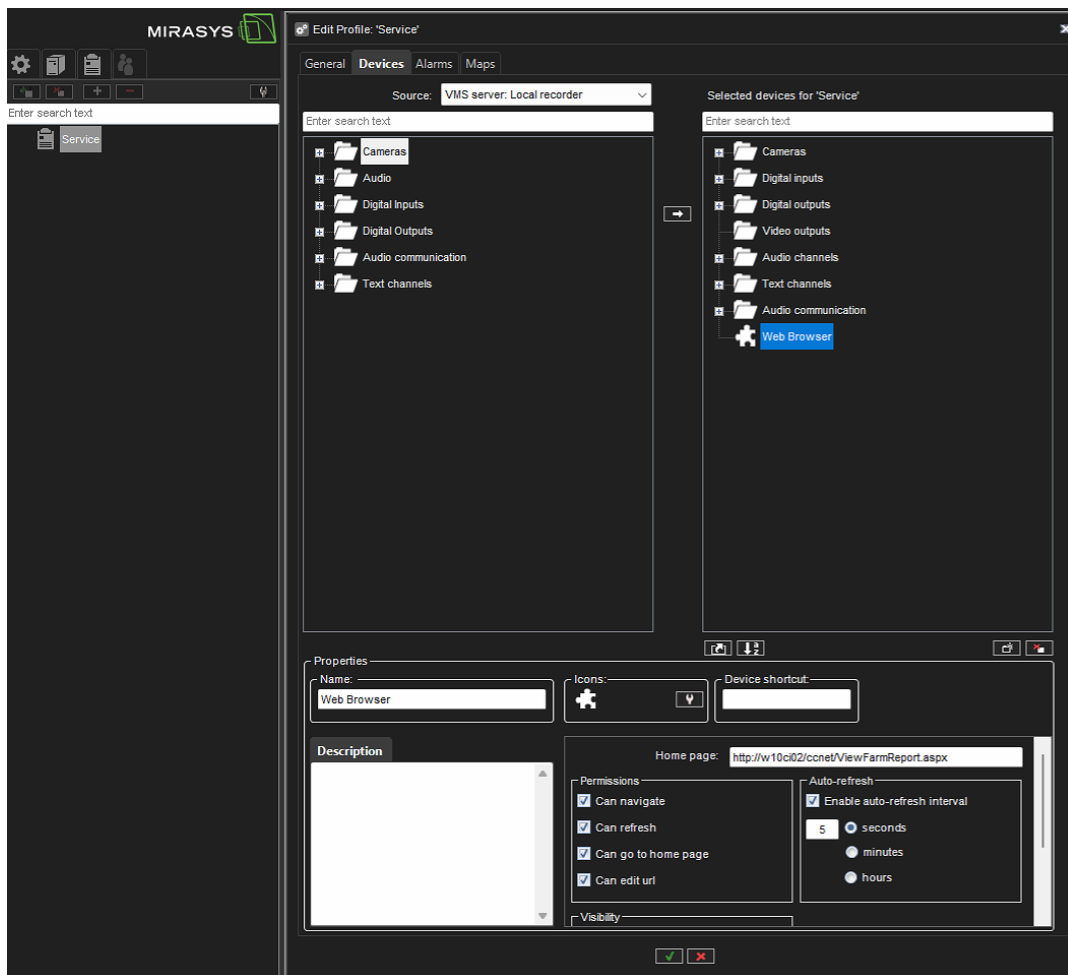 MIRASYS
Enter search text
Service
Edit Profile: 'Service'
General Devices Alarms Maps
Source: VMS server: Local recorder
Enter search text
Cameras
Audio
Digital Inputs
Digital Outputs
Audio communication
Text channels
Selected devices for 'Service'
Enter search text
Cameras
Digital inputs
Digital outputs
Video outputs
Audio channels
Text channels
Audio communication
Web Browser
Properties
Name:
Web Browser
Icons:
Device shortcut:
Description
Home page: http://w10ci02/ccnet/ViewFarmReport.aspx
Permissions
Can navigate
Can refresh
Can go to home page
Can edit url
Auto-refresh
Enable auto-refresh interval
5 seconds
minutes
hours
Visibility